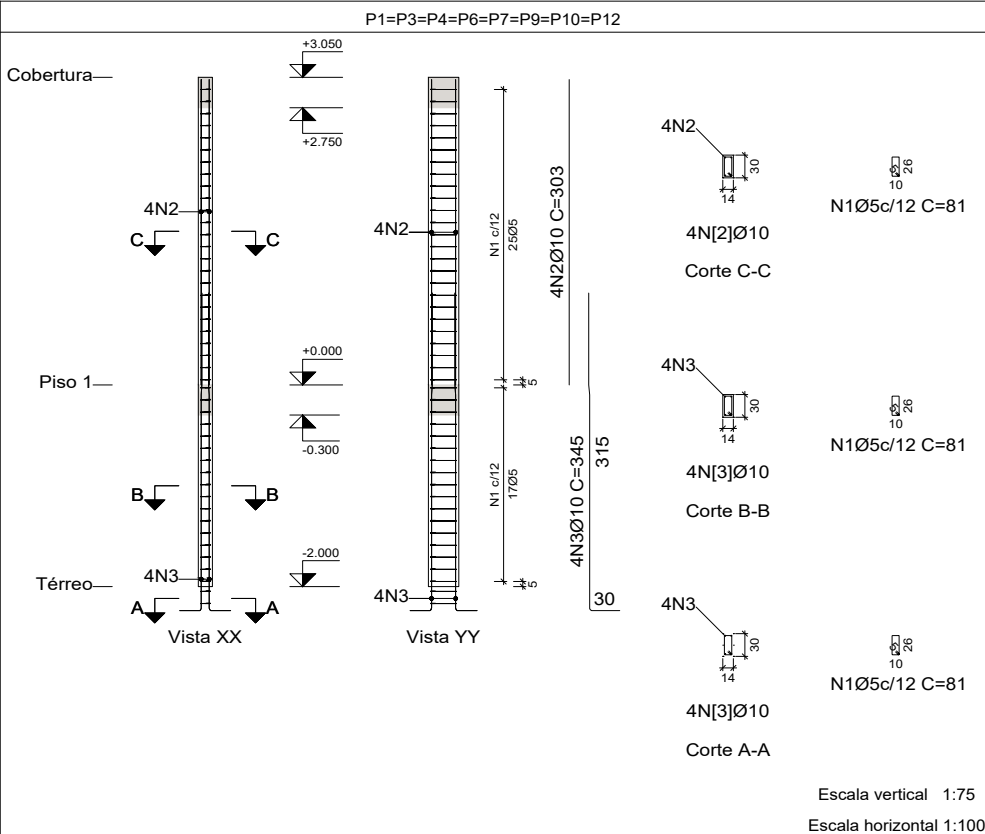 P1=P3=P4=P6=P7=P9=P10=P12
Cobertura
+3.050
+2.750
4N2
C C
4N2
N1 c/12
25Ø5
4N2Ø10 C=303
4N2
30
14
4N[2]Ø10
Corte C-C
26
10
N1Ø5c/12 C=81
Piso 1
+0.000
-0.300
5
B B
N1 c/12
17Ø5
4N3Ø10 C=345
315
4N3
30
14
4N[3]Ø10
Corte B-B
26
10
N1Ø5c/12 C=81
Térreo
-2.000
4N3
4N3
5
30
A A
Vista XX
Vista YY
4N3
30
14
4N[3]Ø10
Corte A-A
26
10
N1Ø5c/12 C=81
Escala vertical 1:75
Escala horizontal 1:100